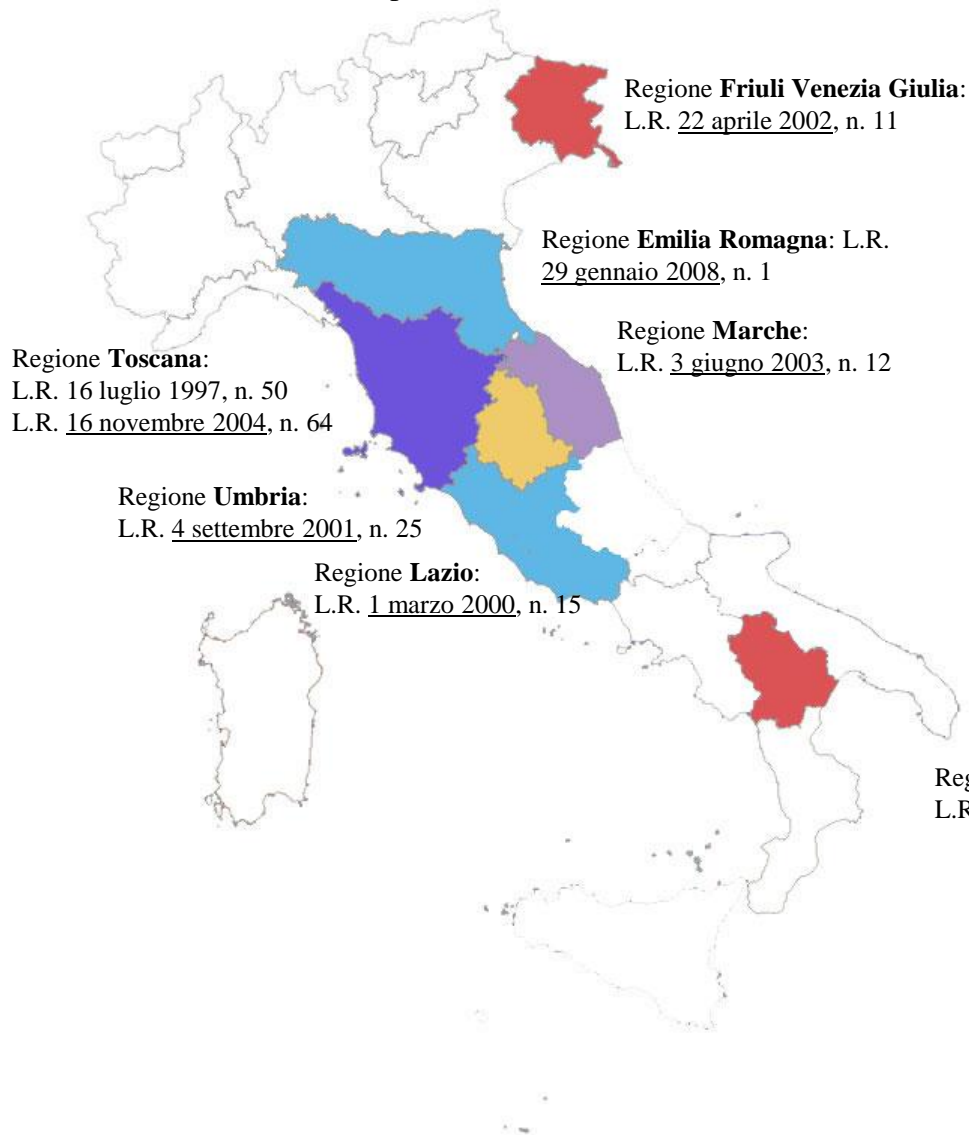 Regione Friuli Venezia Giulia:
L.R. 22 aprile 2002, n. 11
Regione Emilia Romagna: L.R.
29 gennaio 2008, n. 1
Regione Marche:
L.R. 3 giugno 2003, n. 12
Regione Toscana:
L.R. 16 luglio 1997, n. 50
L.R. 16 novembre 2004, n. 64
Regione Umbria:
L.R. 4 settembre 2001, n. 25
Regione Lazio:
L.R. 1 marzo 2000, n. 15